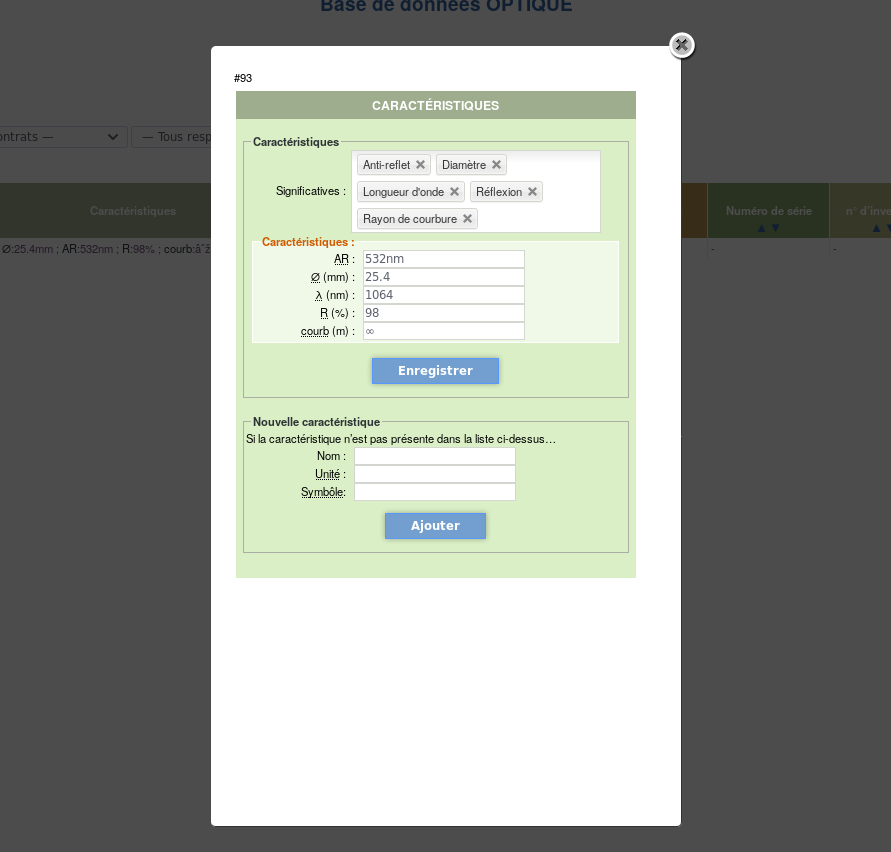 Base de données OPTIQUE
#93
CARACTÉRISTIQUES
ontrats —
— Tous resp
Caractéristiques
Significatives :
Anti-reflet
Diamètre
Longueur d'onde
Réflexion
Rayon de courbure
Caractéristiques
Numéro de série
▲▼
n° d'inve
▲▼
Ø:25.4mm ; AR:532nm ; R:98% ; courb:âˆž
-
-
Caractéristiques :
AR : 532nm
Ø (mm) : 25.4
λ (nm) : 1064
R (%) : 98
courb (m) : ∞
Enregistrer
Nouvelle caractéristique
Si la caractéristique n'est pas présente dans la liste ci-dessus…
Nom :
Unité :
Symbôle:
Ajouter